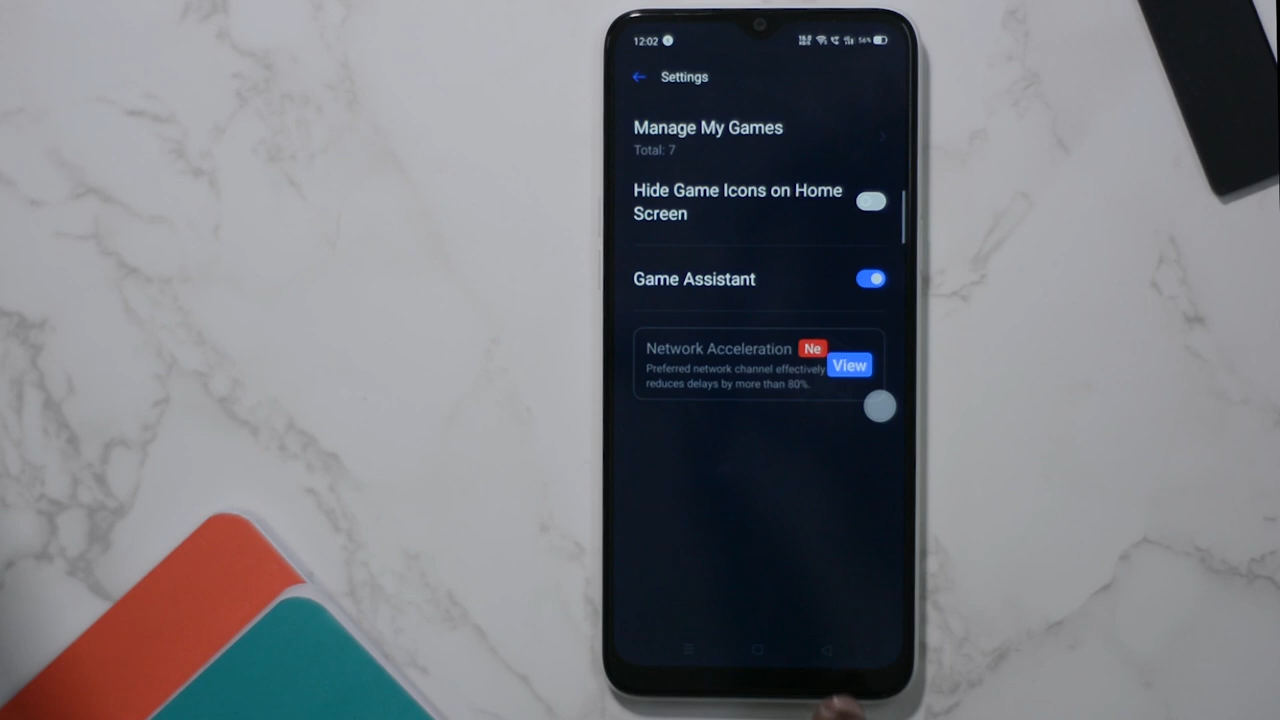 12:02 56%
Settings
Manage My Games
Total: 7
Hide Game Icons on Home
Screen
Game Assistant
Network Acceleration Ne
Preferred network channel effectively
reduces delays by more than 80%.
View